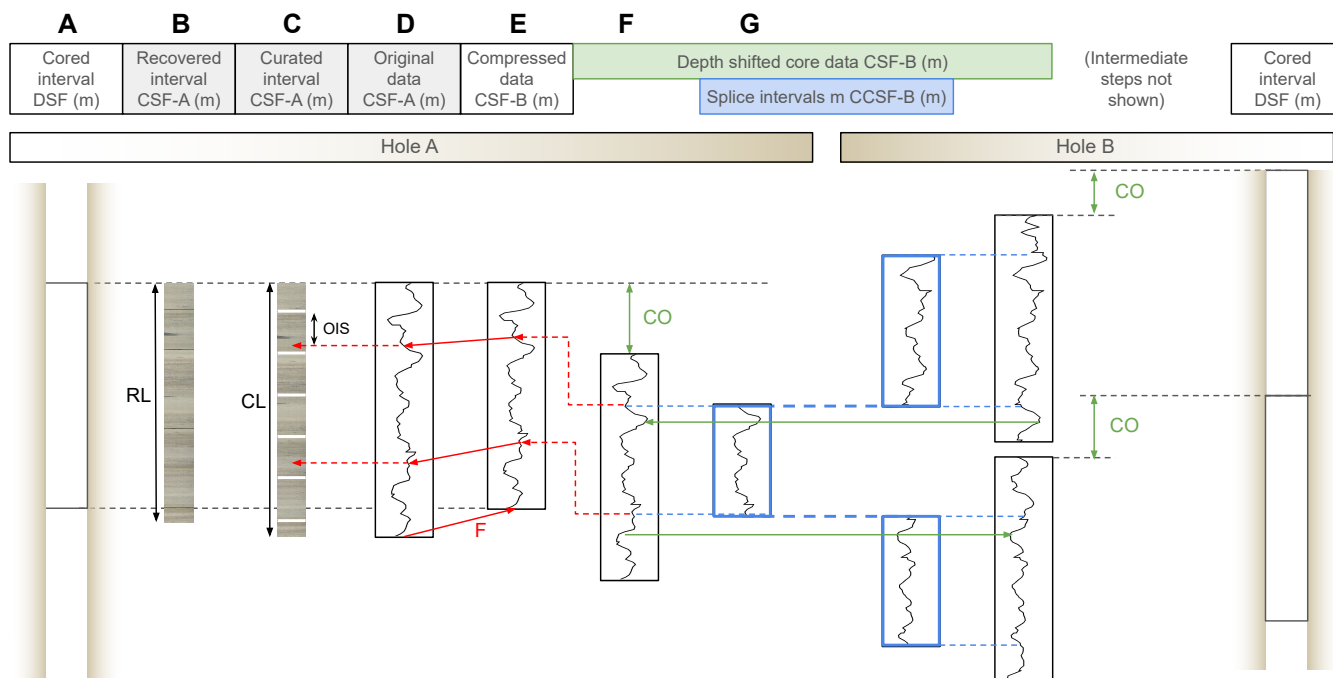 A
B
C
D
E
F
G
Cored
interval
DSF (m)
Recovered
interval
CSF-A (m)
Curated
interval
CSF-A (m)
Original
data
CSF-A (m)
Compressed
data
CSF-B (m)
Depth shifted core data CSF-B (m)
Splice intervals m CCSF-B (m)
(Intermediate
steps not
shown)
Cored
interval
DSF (m)
Hole A
Hole B
CO
OIS
CO
RL
CL
CO
F